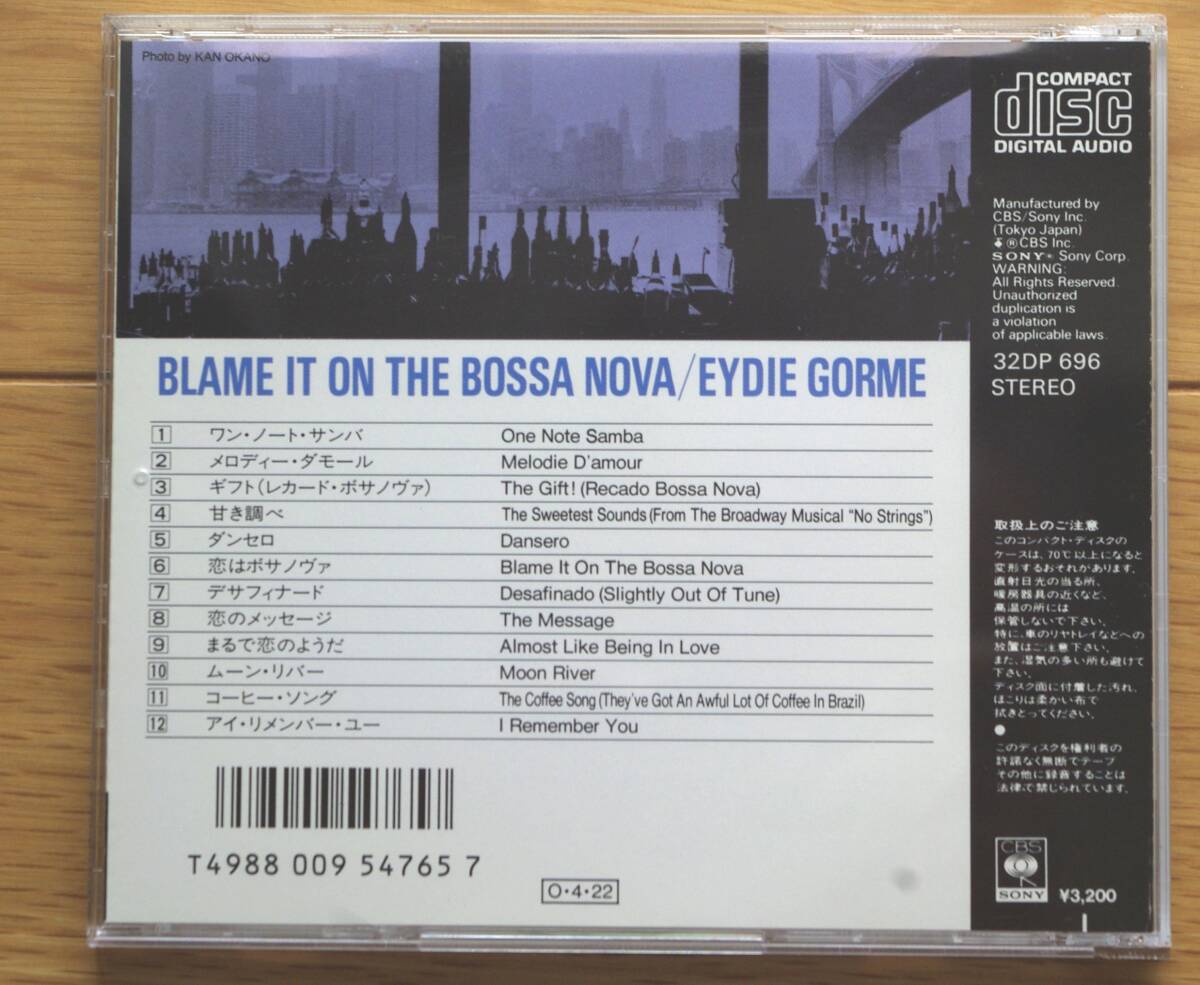 Photo by KAN OKANO
COMPACT
disc
DIGITAL AUDIO
Manufactured by
CBS/Sony Inc.
(Tokyo Japan)
℗CBS Inc.
SONY® Sony Corp.
WARNING:
All Rights Reserved.
Unauthorized
duplication is
a violation
of applicable laws.
32DP 696
STEREO
BLAME IT ON THE BOSSA NOVA/EYDIE GORME
1 ワン・ノート・サンバ One Note Samba
2 メロディー・ダモール Melodie D'amour
3 ギフト(レカード・ボサノヴァ) The Gift! (Recado Bossa Nova)
4 甘き調べ The Sweetest Sounds (From The Broadway Musical "No Strings")
5 ダンセロ Dansero
6 恋はボサノヴァ Blame It On The Bossa Nova
7 デサフィナード Desafinado (Slightly Out Of Tune)
8 恋のメッセージ The Message
9 まるで恋のようだ Almost Like Being In Love
10 ムーン・リバー Moon River
11 コーヒー・ソング The Coffee Song (They've Got An Awful Lot Of Coffee In Brazil)
12 アイ・リメンバー・ユー I Remember You
取扱上のご注意
このコンパクト・ディスクの
ケースは、70℃以上になると
変形するおそれがあります。
直射日光の当る所、
暖房器具の近くなど、
高温の所には
保管しないで下さい。
特に、車のリヤトレイなどへの
放置はご注意下さい。
また、湿気の多い所も避けて
下さい。
ディスク面に付着した汚れ、
ほこりは柔かい布で
拭きとってください。
●
このディスクを権利者の
許諾なく無断でテープ
その他に録音することは
法律で禁じられています。
T4988 009 54765 7
O・4・22
CBS
SONY
¥3,200